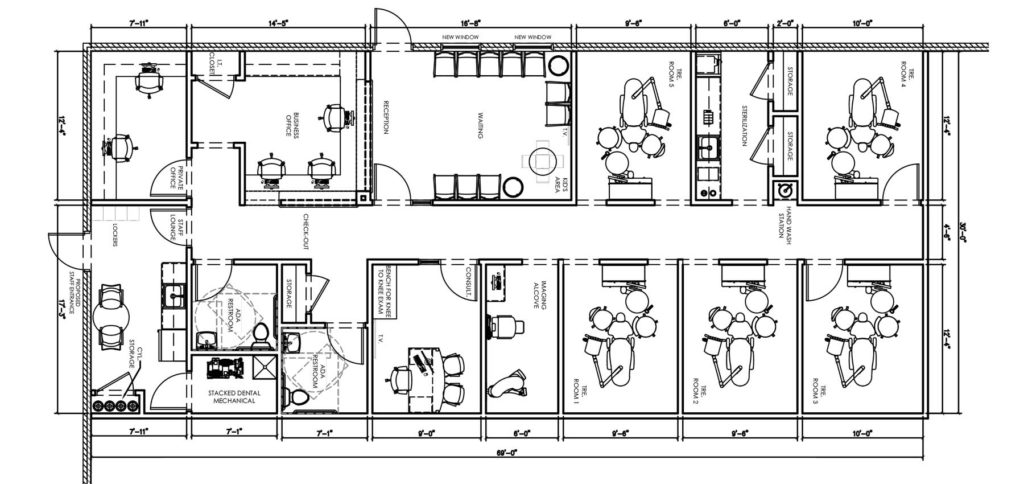 7'-11"
14'-5"
16'-8"
9'-6"
6'-0"
2'-0"
10'-0"
NEW WINDOW
NEW WINDOW
I.T.
CLOSET
BUSINESS
OFFICE
RECEPTION
WAITING
T.V.
KID'S
AREA
TRE.
ROOM 5
STERILIZATION
STORAGE
STORAGE
TRE.
ROOM 4
12'-4"
12'-4"
PRIVATE
OFFICE
STAFF
LOUNGE
LOCKERS
CHECK-OUT
HAND WASH
STATION
4'-6"
30'-0"
PROPOSED
STAFF ENTRANCE
17'-3"
CYL.
STORAGE
ADA
RESTROOM
STORAGE
ADA
RESTROOM
STACKED DENTAL
MECHANICAL
BENCH FOR KNEE
TO KNEE EXAM
T.V.
CONSULT.
IMAGING
ALCOVE
TRE.
ROOM 1
TRE.
ROOM 2
TRE.
ROOM 3
12'-4"
7'-11"
7'-1"
7'-1"
9'-0"
6'-0"
9'-6"
9'-6"
10'-0"
69'-0"